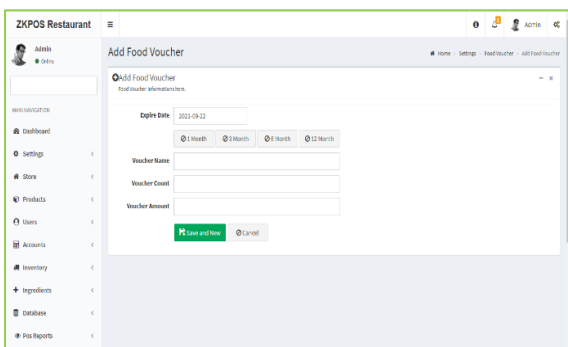 ZKPOS Restaurant
Admin
Admin
Online
Add Food Voucher
Home > Settings > Food Voucher > Add Food Voucher
Add Food Voucher
Food Voucher Informations here.
MAIN NAVIGATION
Dashboard
Settings
Store
Products
Users
Accounts
Inventory
Ingredients
Database
Pos Reports
Expire Date
2021-09-22
1 Month
3 Month
6 Month
12 Month
Voucher Name
Voucher Count
Voucher Amount
Save and New
Cancel